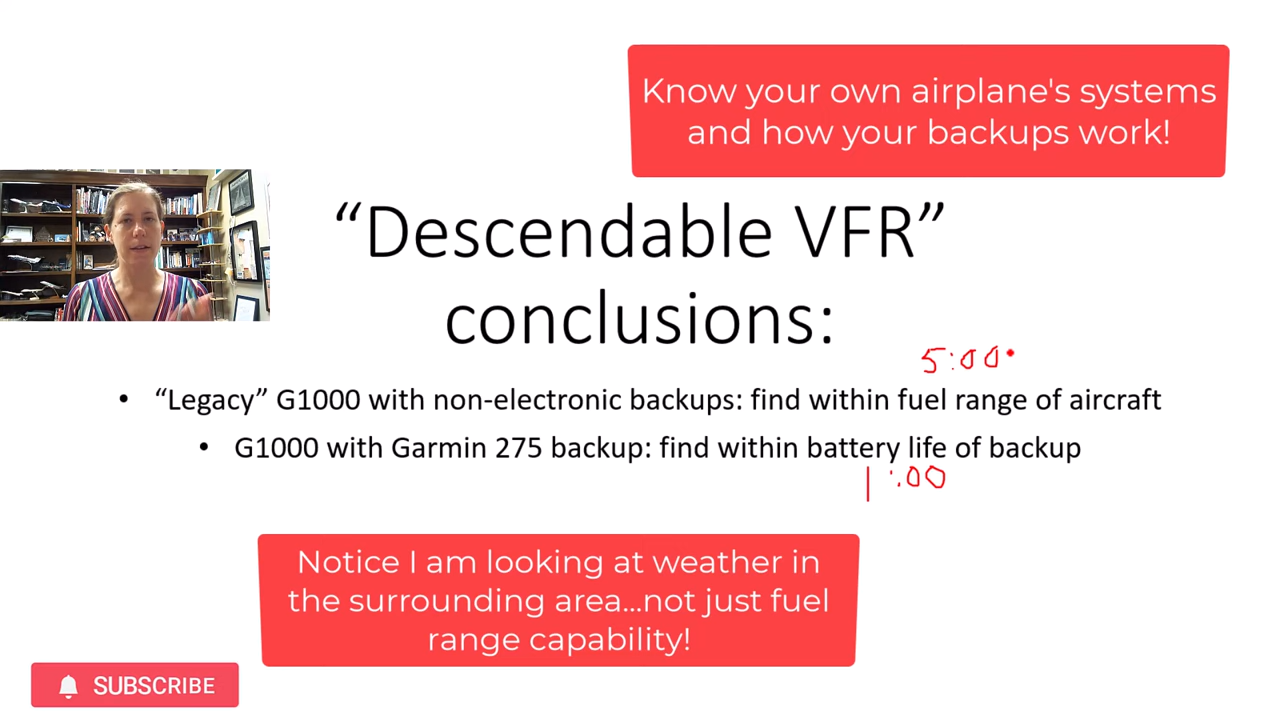 Know your own airplane's systems
and how your backups work!
“Descendable VFR”
conclusions:
5:00
• “Legacy” G1000 with non-electronic backups: find within fuel range of aircraft
• G1000 with Garmin 275 backup: find within battery life of backup
1:00
Notice I am looking at weather in
the surrounding area...not just fuel
range capability!
SUBSCRIBE